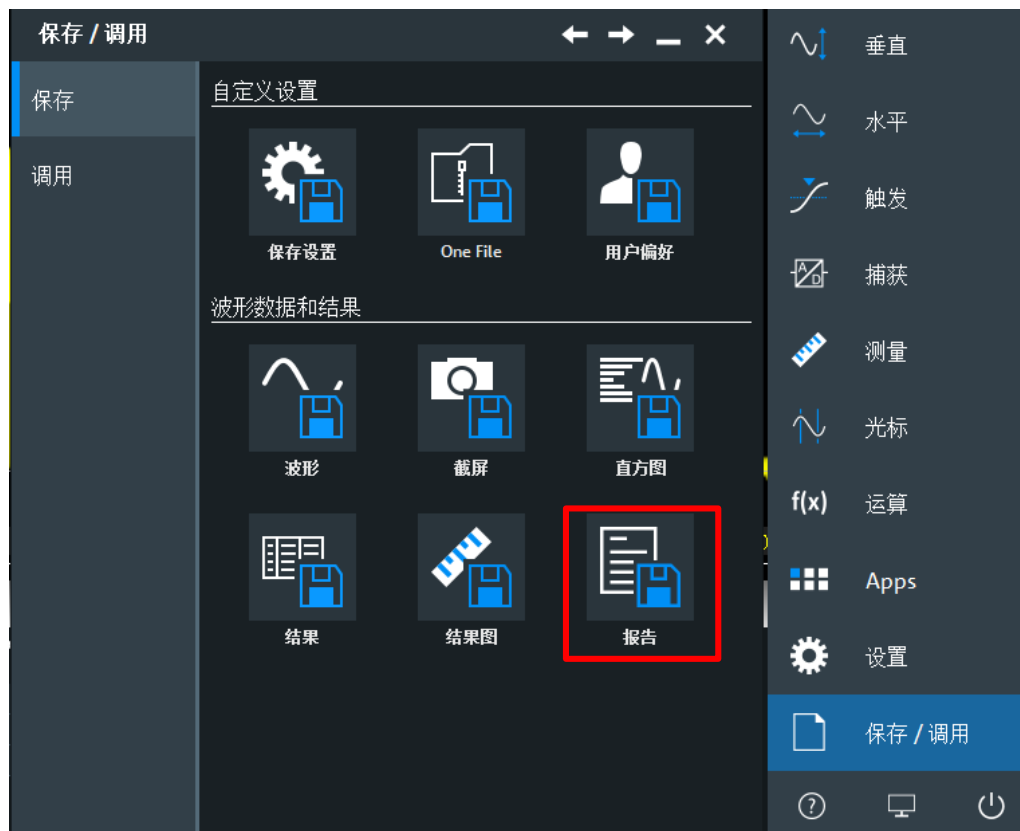 保存 / 调用
保存
调用
自定义设置
保存设置
One File
用户偏好
波形数据和结果
波形
截屏
直方图
结果
结果图
报告
垂直
水平
触发
A/D
捕获
测量
光标
f(x)
运算
Apps
设置
保存 / 调用
?